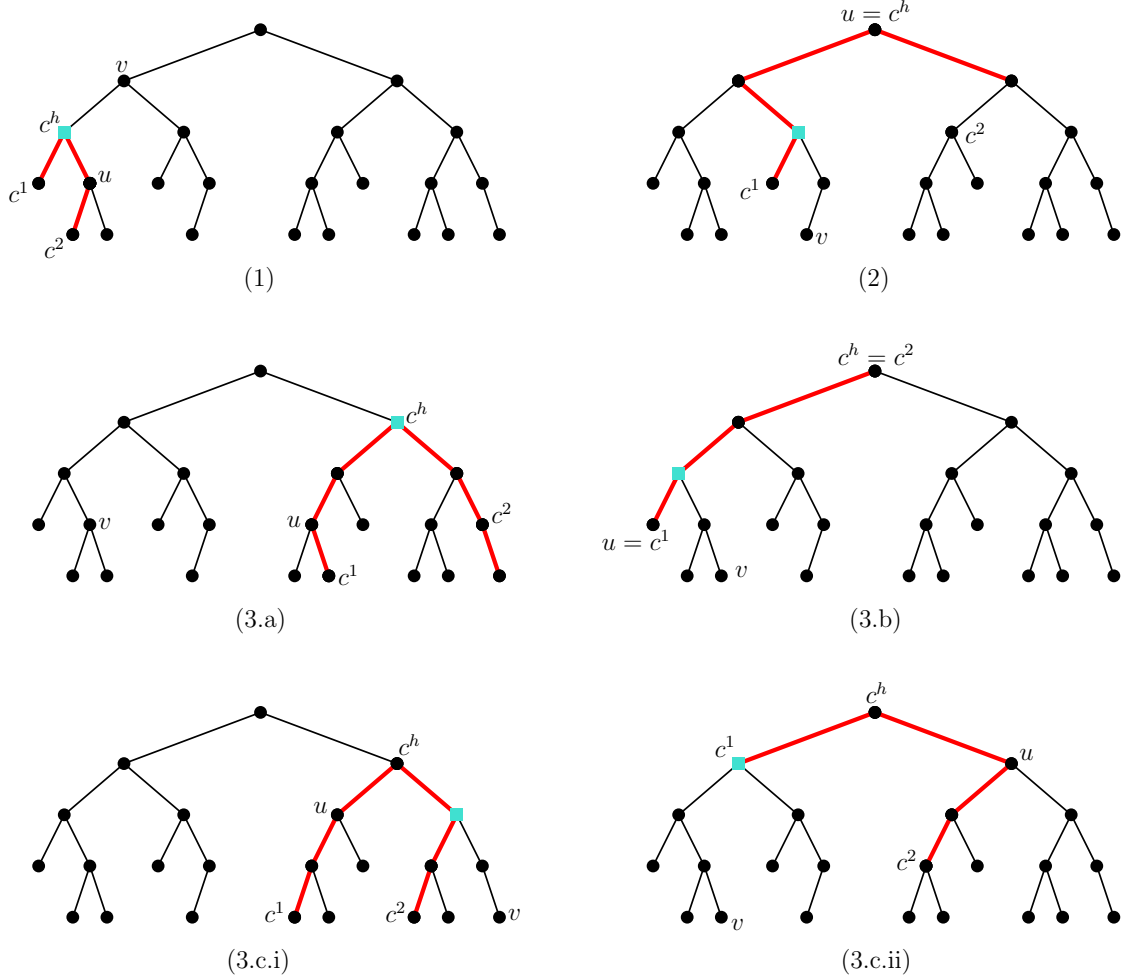 u = c^h
v
c^h
c^2
c^1
u
c^1
c^2
v
(1)
(2)
c^h = c^2
c^h
v
u
c^2
u = c^1
c^1
v
(3.a)
(3.b)
c^h
c^h
c^1
u
u
c^2
c^1
c^2
v
v
(3.c.i)
(3.c.ii)